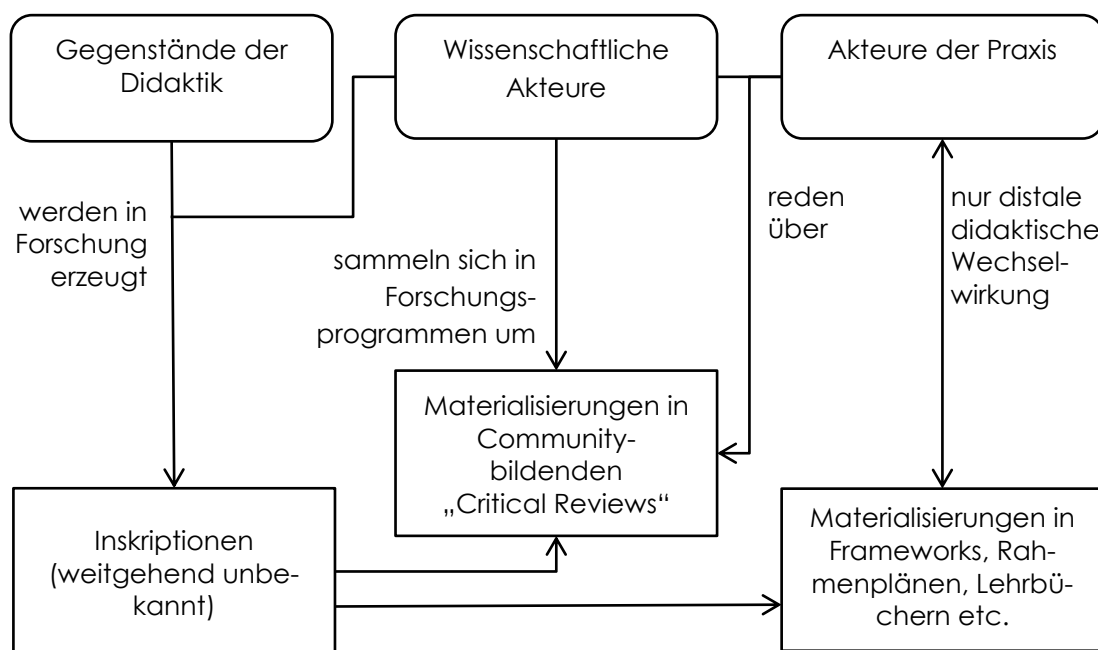 Gegenstände der
Didaktik
Wissenschaftliche
Akteure
Akteure der Praxis
werden in
Forschung
erzeugt
sammeln sich in
Forschungs-
programmen um
reden
über
nur distale
didaktische
Wechsel-
wirkung
Materialisierungen in
Community-
bildenden
„Critical Reviews“
Inskriptionen
(weitgehend unbe-
kannt)
Materialisierungen in
Frameworks, Rah-
menplänen, Lehrbü-
chern etc.